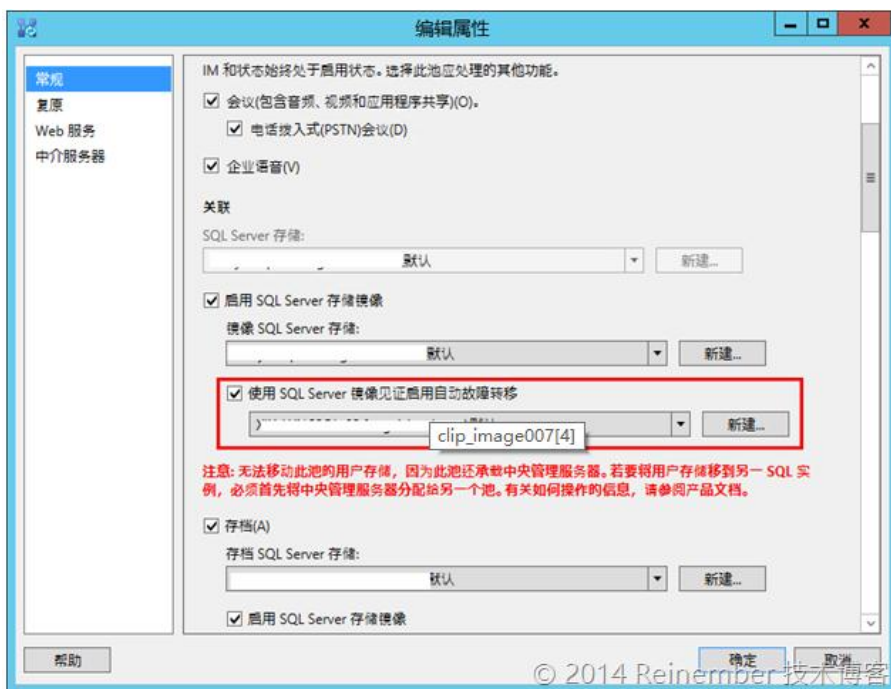 编辑属性
常规
复原
Web 服务
中介服务器
IM 和状态始终处于启用状态。选择此池应处理的其他功能。
会议(包含音频、视频和应用程序共享)(O)。
电话拨入式(PSTN)会议(D)
企业语音(V)
关联
SQL Server 存储:
默认
新建...
启用 SQL Server 存储镜像
镜像 SQL Server 存储:
默认
新建...
使用 SQL Server 镜像见证启用自动故障转移
新建...
clip_image007[4]
注意: 无法移动此池的用户存储，因为此池还承载中央管理服务器。若要将用户存储移到另一 SQL 实
例，必须首先将中央管理服务器分配给另一个池。有关如何操作的信息，请参阅产品文档。
存档(A)
存档 SQL Server 存储:
默认
新建...
启用 SQL Server 存储镜像
帮助
确定
取消
© 2014 Reinember 技术博客